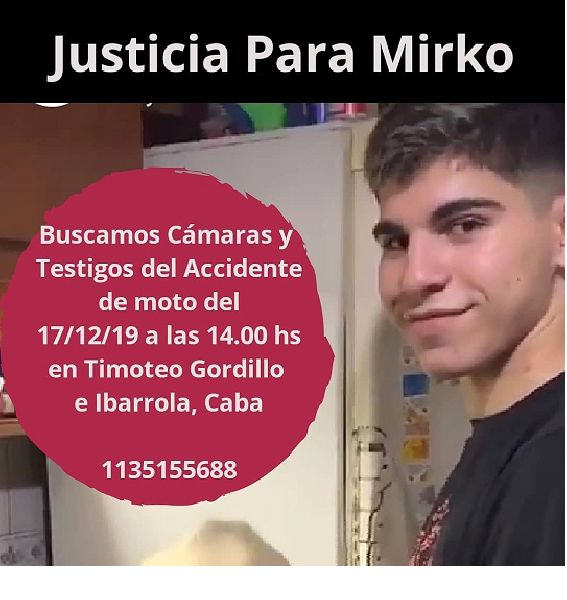 Justicia Para Mirko
Buscamos Cámaras y
Testigos del Accidente
de moto del
17/12/19 a las 14.00 hs
en Timoteo Gordillo
e Ibarrola, Caba
1135155688